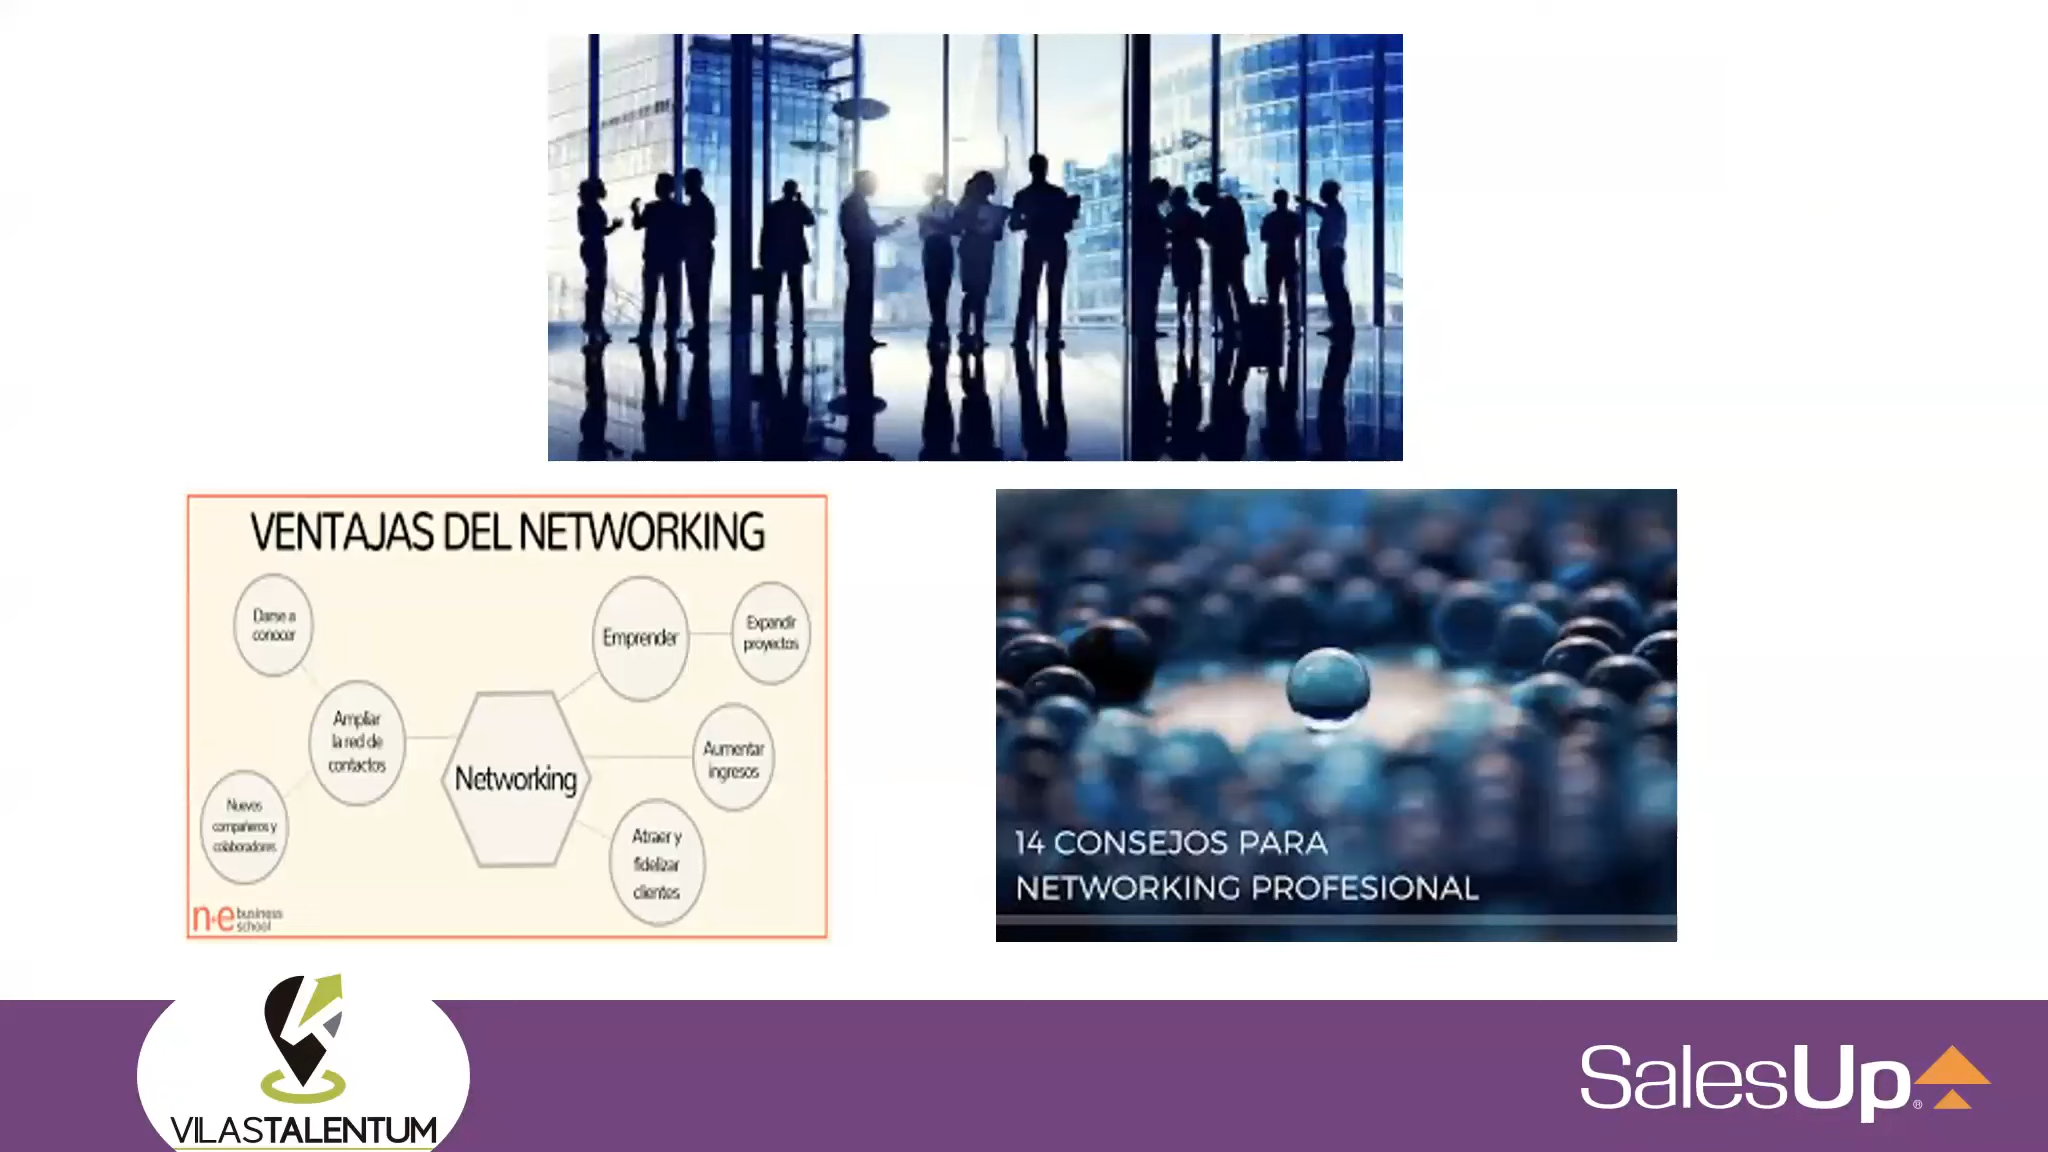 VENTAJAS DEL NETWORKING
Darse a
conocer
Ampliar
la red de
contactos
Nuevos
compañeros y
colaboradores
Networking
Emprender
Expandir
proyectos
Aumentar
ingresos
Atraer y
fidelizar
clientes
n+e business
school
14 CONSEJOS PARA
NETWORKING PROFESIONAL
VILASTALENTUM
SalesUp®